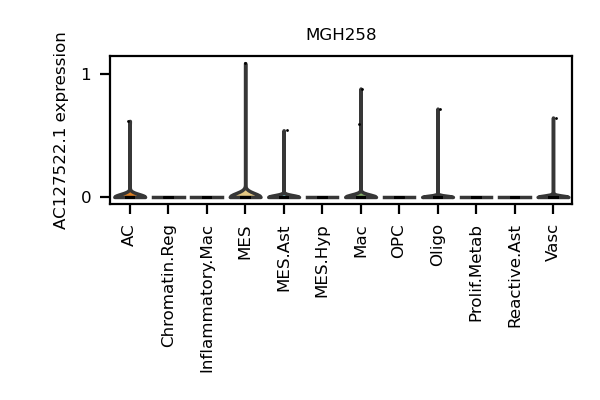 MGH258
AC127522.1 expression
1
0
AC
Chromatin.Reg
Inflammatory.Mac
MES
MES.Ast
MES.Hyp
Mac
OPC
Oligo
Prolif.Metab
Reactive.Ast
Vasc